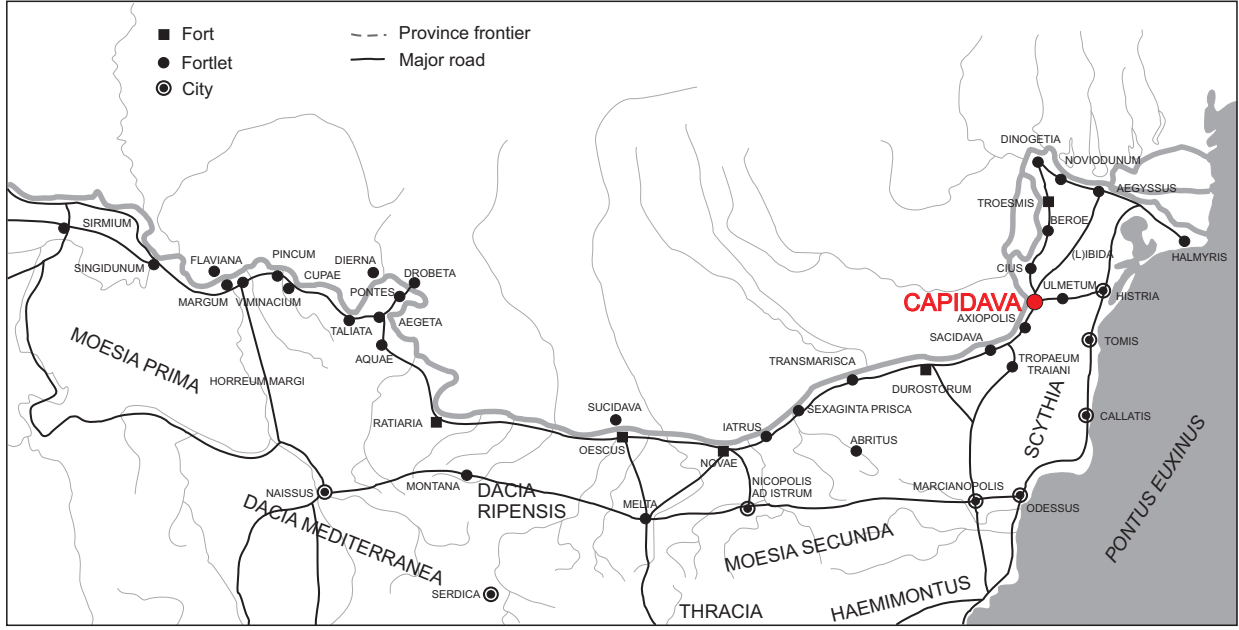 Fort
Province frontier
Fortlet
Major road
City
DINOGETIA
NOVIODUNUM
AEGYSSUS
TROESMIS
BEROE
SIRMIUM
(L)IBIDA
HALMYRIS
SINGIDUNUM
FLAVIANA
PINCUM
DIERNA
DROBETA
CUPAE
CIUS
ULMETUM
HISTRIA
MARGUM
VIMINACIUM
PONTES
CAPIDAVA
TALIATA
AEGETA
AXIOPOLIS
MOESIA PRIMA
AQUAE
SACIDAVA
TOMIS
TRANSMARISCA
TROPAEUM
TRAIANI
HORREUM MARGI
DUROSTORUM
RATIARIA
SUCIDAVA
SEXAGINTA PRISCA
SCYTHIA
CALLATIS
IATRUS
ABRITUS
OESCUS
NOVAE
PONTUS EUXINUS
NAISSUS
MONTANA
DACIA
RIPENSIS
NICOPOLIS
AD ISTRUM
MARCIANOPOLIS
MELTA
ODESSUS
DACIA MEDITERRANEA
MOESIA SECUNDA
SERDICA
THRACIA
HAEMIMONTUS